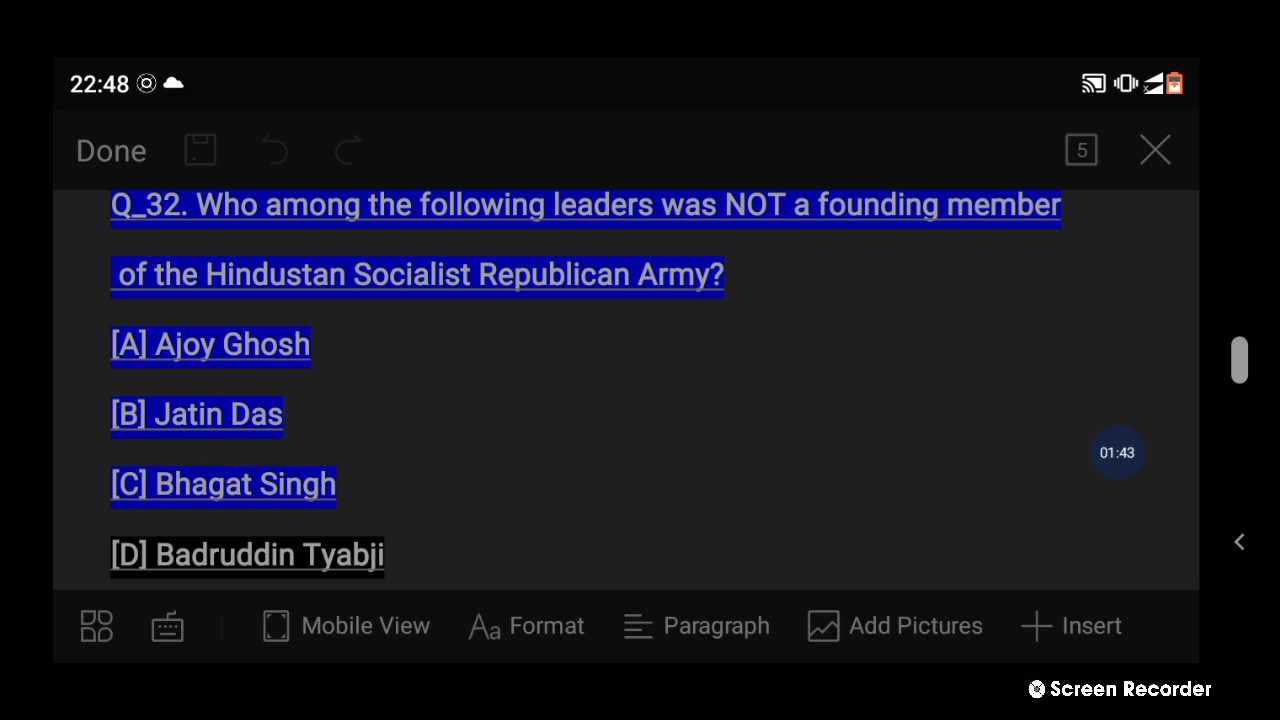 22:48
Done
5
Q_32. Who among the following leaders was NOT a founding member
of the Hindustan Socialist Republican Army?
[A] Ajoy Ghosh
[B] Jatin Das
[C] Bhagat Singh
01:43
[D] Badruddin Tyabji
Mobile View
Aa Format
Paragraph
Add Pictures
Insert
Screen Recorder